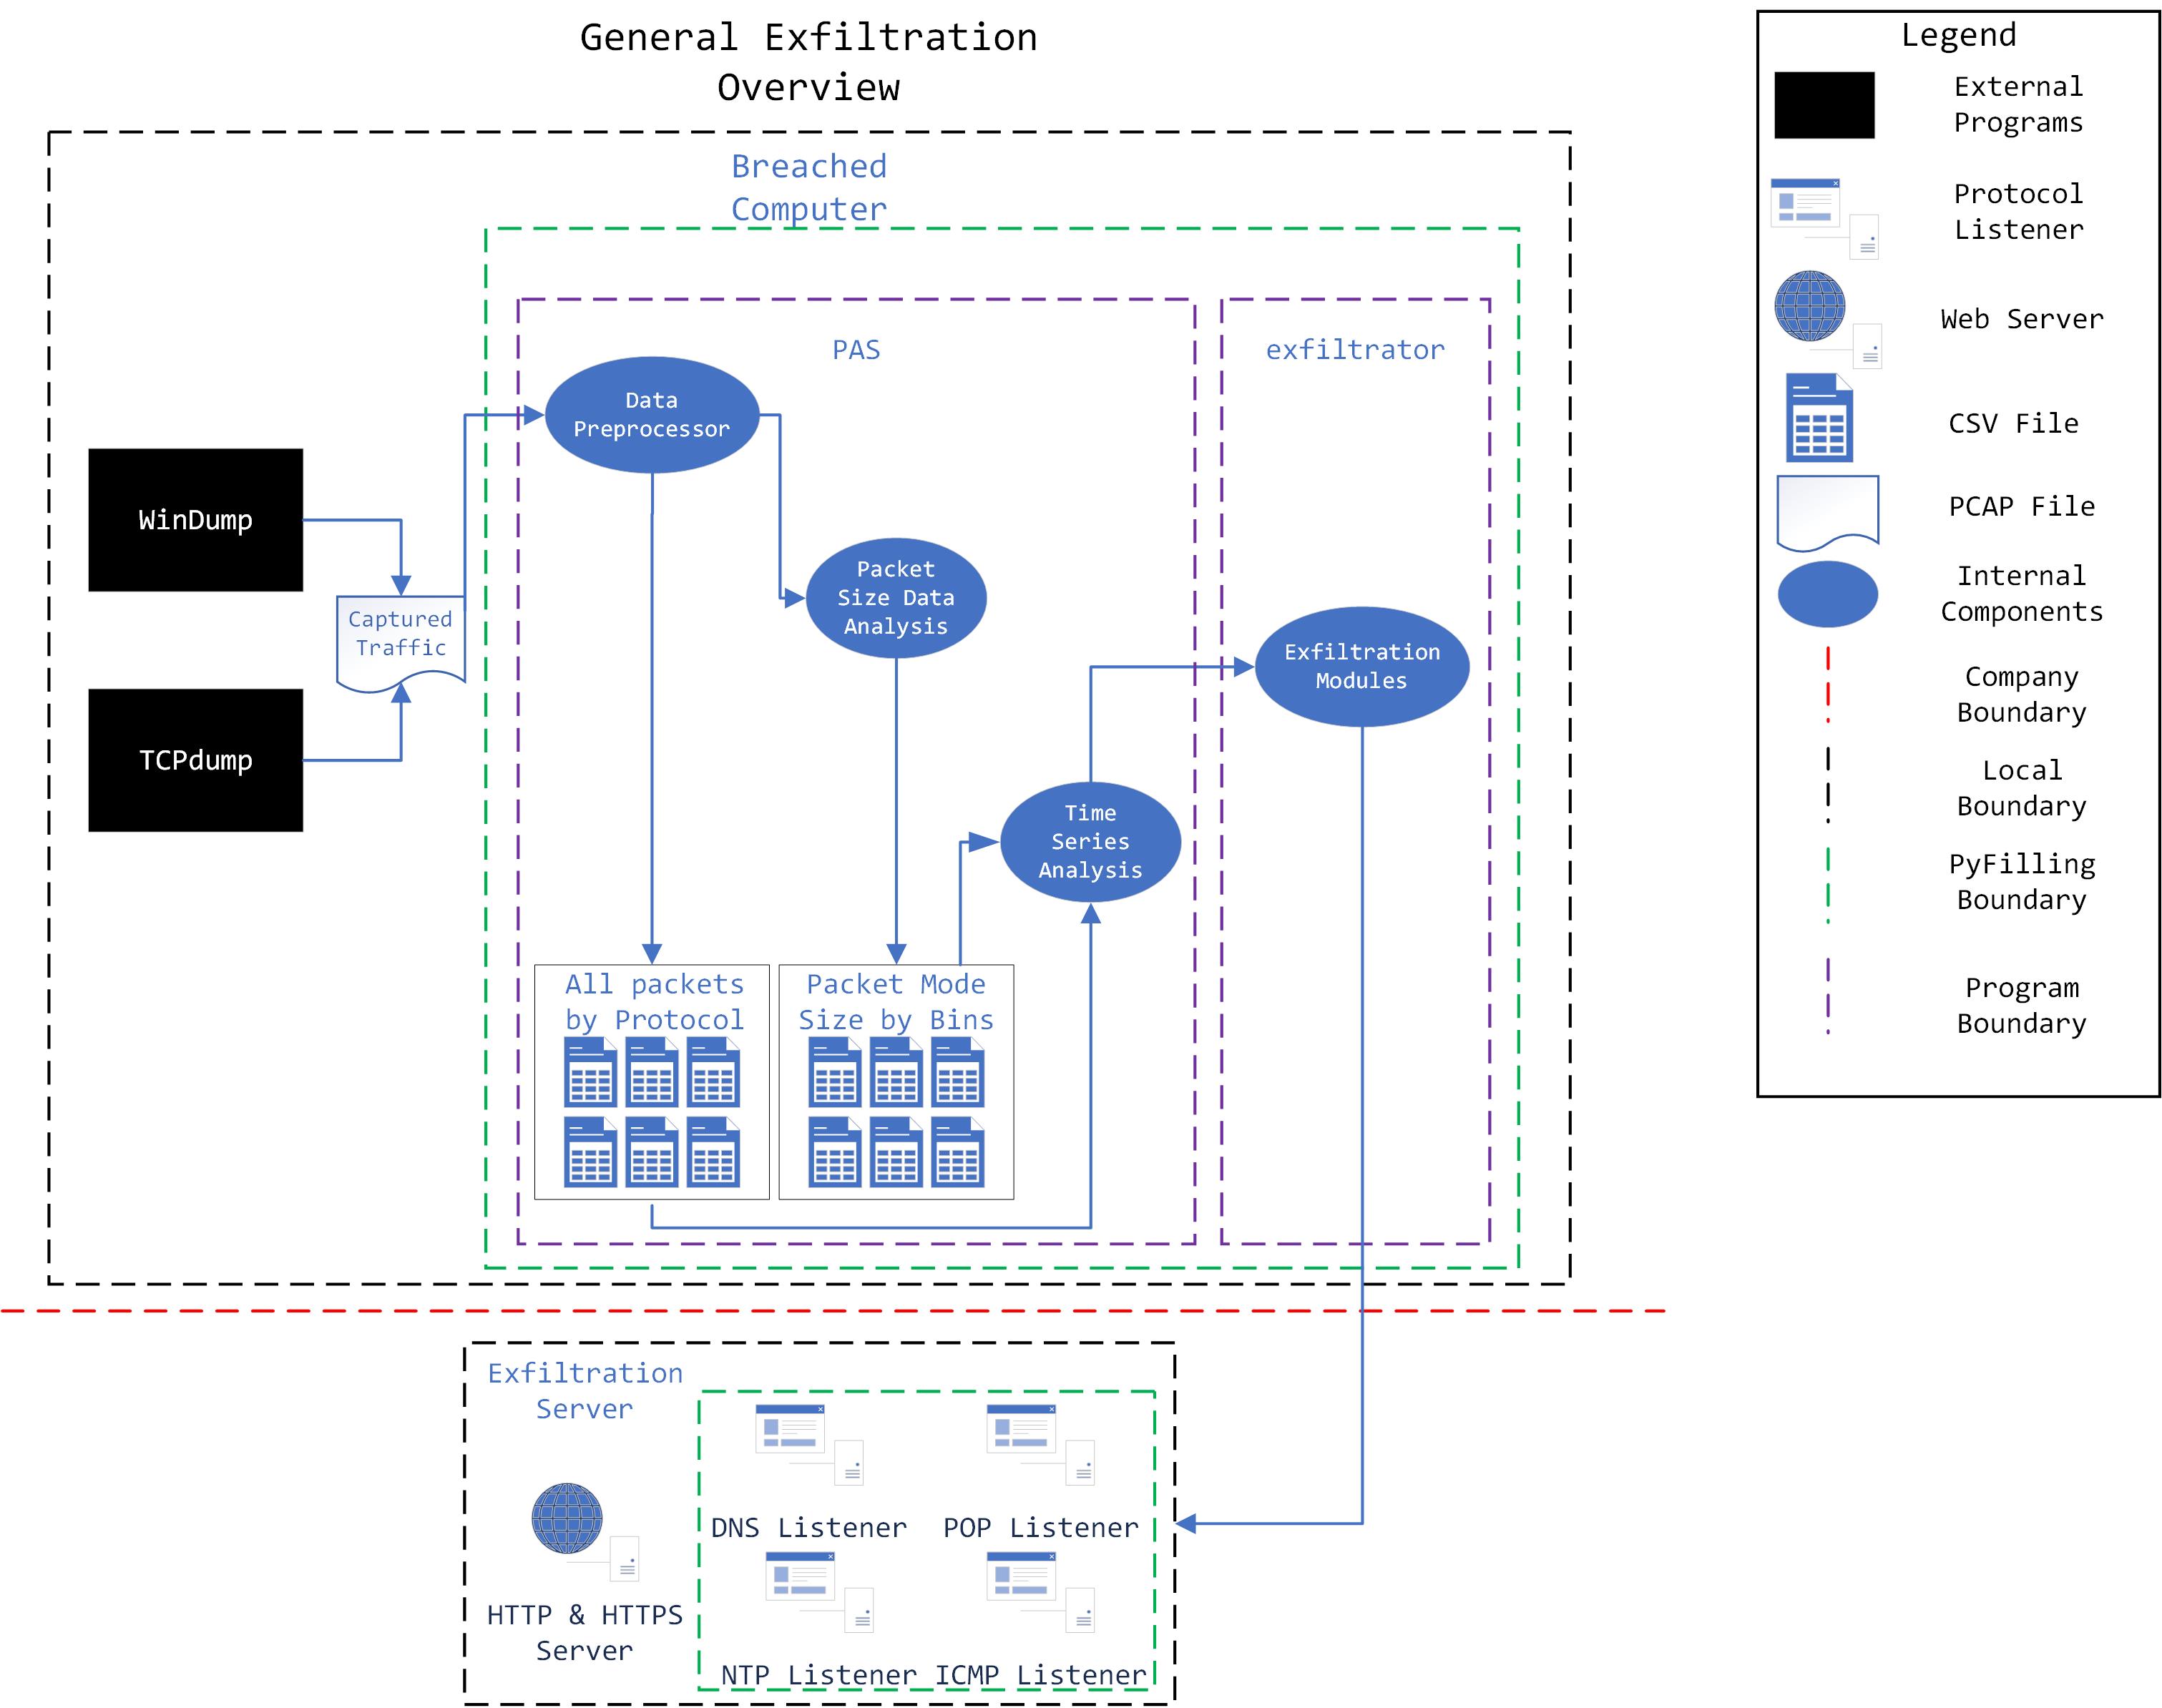 General Exfiltration
Overview
Breached
Computer
PAS
exfiltrator
Data
Preprocessor
WinDump
Packet
Size Data
Analysis
Captured
Traffic
Exfiltration
Modules
TCPdump
Time
Series
Analysis
All packets
by Protocol
Packet Mode
Size by Bins
Exfiltration
Server
DNS Listener
POP Listener
HTTP & HTTPS
Server
NTP Listener
ICMP Listener
Legend
External
Programs
Protocol
Listener
Web Server
CSV File
PCAP File
Internal
Components
Company
Boundary
Local
Boundary
PyFilling
Boundary
Program
Boundary